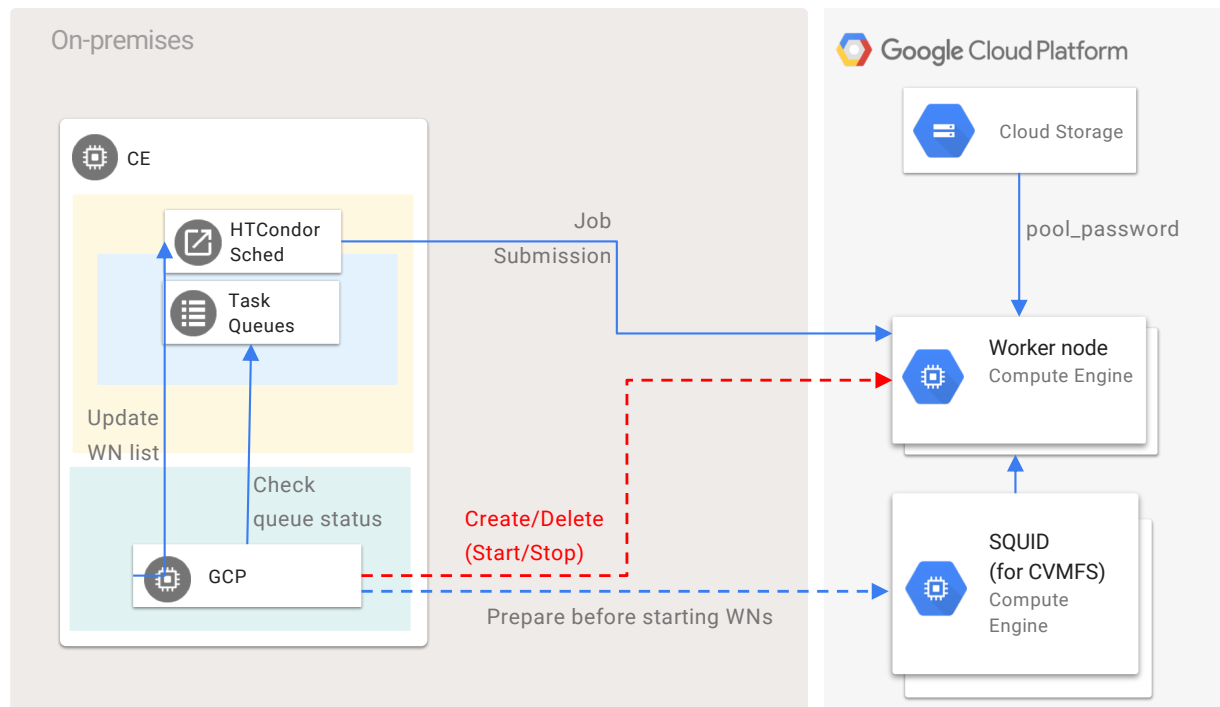 On-premises
Google Cloud Platform
Cloud Storage
CE
HTCondor
Sched
Job
Submission
pool_password
Task
Queues
Worker node
Compute Engine
Update
WN list
Check
queue status
Create/Delete
(Start/Stop)
SQUID
(for CVMFS)
Compute
Engine
GCP
Prepare before starting WNs